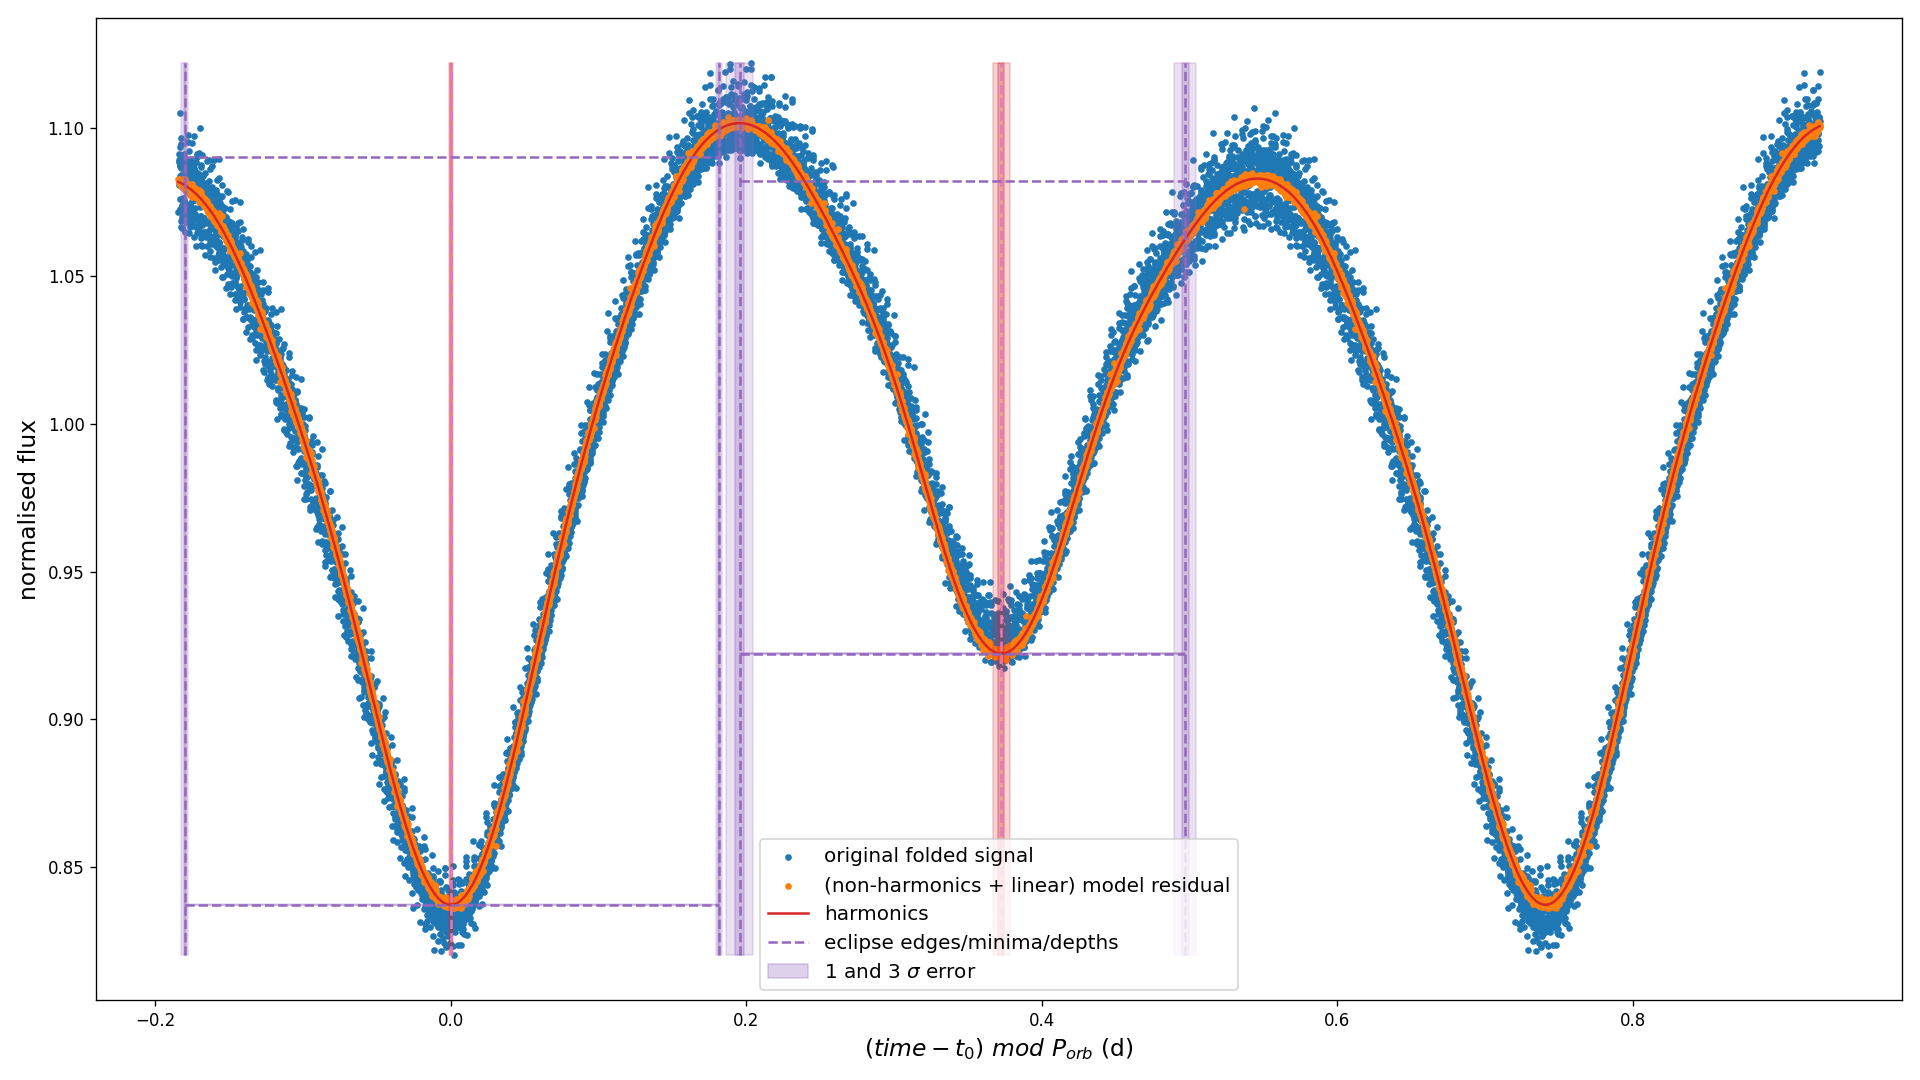 normalised flux
1.10
1.05
1.00
0.95
0.90
0.85
−0.2
0.0
0.2
0.4
0.6
0.8
(time − t₀) mod Pₒᵣb (d)
original folded signal
(non-harmonics + linear) model residual
harmonics
eclipse edges/minima/depths
1 and 3 σ error